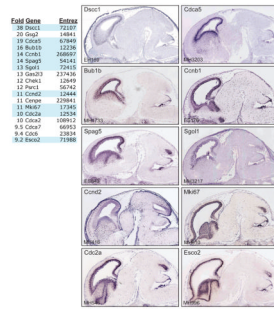 Fold Gene Entrez
38 Dscc1 72107
20 Gsg2 14841
19 Cdca5 67849
16 Bub1b 12236
14 Ccnb1 268697
14 Spag5 54141
13 Sgol1 72415
13 Gas2l3 237436
12 Chek1 12649
12 Parc1 56742
11 Ccnd2 12444
11 Cenpe 229841
11 Mki67 17345
10 Cdc2a 12534
10 Cdca2 108912
9.5 Cdca7 66953
9.4 Cdc6 23834
9.2 Esco2 71988
Dscc1
Cdca5
Bub1b
Ccnb1
Spag5
Sgol1
Ccnd2
Mki67
Cdc2a
Esco2